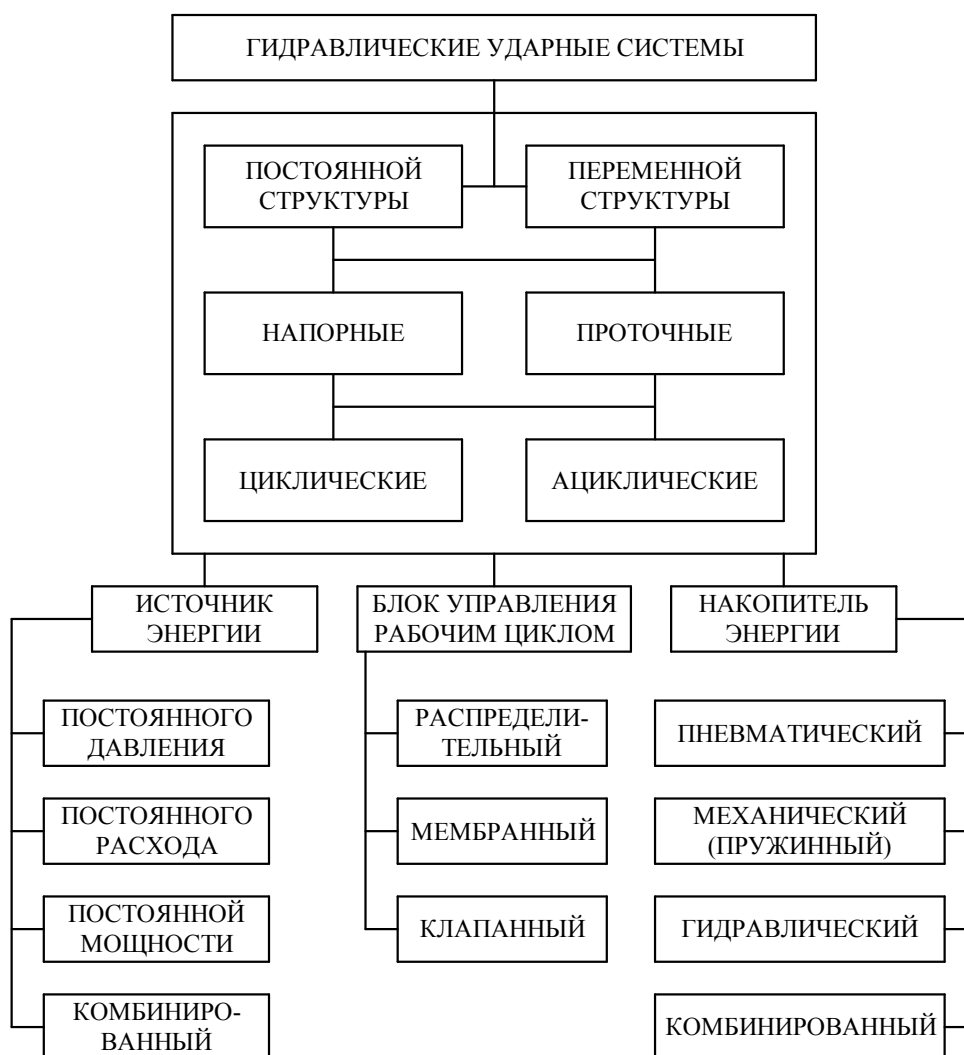 ГИДРАВЛИЧЕСКИЕ УДАРНЫЕ СИСТЕМЫ
ПОСТОЯННОЙ
СТРУКТУРЫ
ПЕРЕМЕННОЙ
СТРУКТУРЫ
НАПОРНЫЕ
ПРОТОЧНЫЕ
ЦИКЛИЧЕСКИЕ
АЦИКЛИЧЕСКИЕ
ИСТОЧНИК
ЭНЕРГИИ
БЛОК УПРАВЛЕНИЯ
РАБОЧИМ ЦИКЛОМ
НАКОПИТЕЛЬ
ЭНЕРГИИ
ПОСТОЯННОГО
ДАВЛЕНИЯ
ПОСТОЯННОГО
РАСХОДА
ПОСТОЯННОЙ
МОЩНОСТИ
КОМБИНИРО-
ВАННЫЙ
РАСПРЕДЕЛИ-
ТЕЛЬНЫЙ
МЕМБРАННЫЙ
КЛАПАННЫЙ
ПНЕВМАТИЧЕСКИЙ
МЕХАНИЧЕСКИЙ
(ПРУЖИННЫЙ)
ГИДРАВЛИЧЕСКИЙ
КОМБИНИРОВАННЫЙ